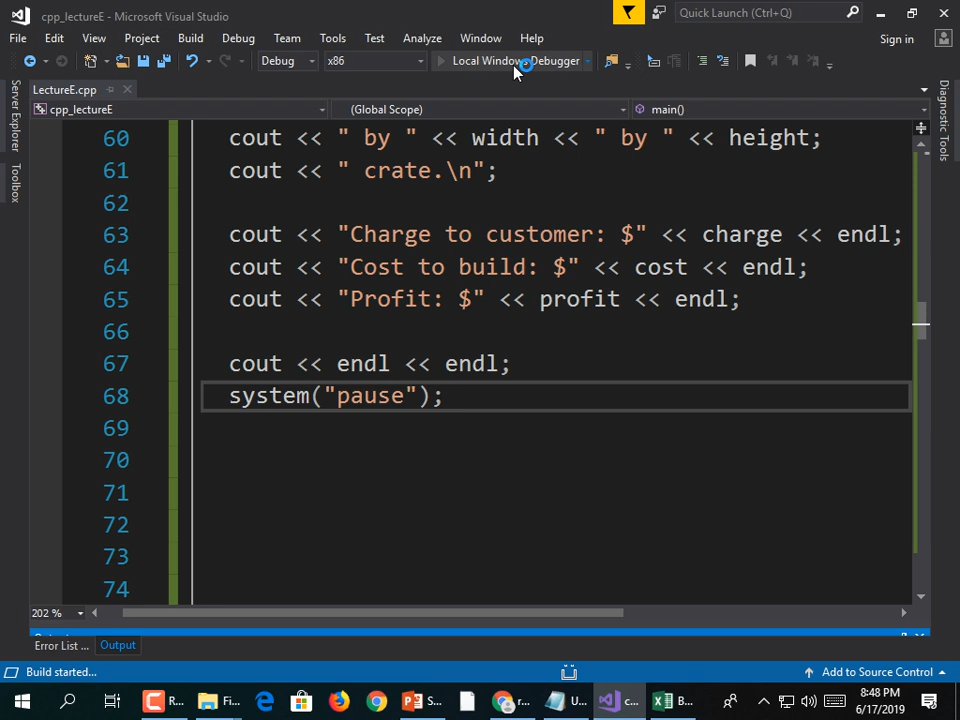 cpp_lectureE - Microsoft Visual Studio
Quick Launch (Ctrl+Q)
File Edit View Project Build Debug Team Tools Test Analyze Window Help
Sign in
Debug x86 Local Windows Debugger
LectureE.cpp
cpp_lectureE (Global Scope) main()
Server Explorer
Toolbox
Diagnostic Tools
60 cout << " by " << width << " by " << height;
61 cout << " crate.\n";
62
63 cout << "Charge to customer: $" << charge << endl;
64 cout << "Cost to build: $" << cost << endl;
65 cout << "Profit: $" << profit << endl;
66
67 cout << endl << endl;
68 system("pause");
69
70
71
72
73
74
202 %
Error List ... Output
Build started... Add to Source Control
R... Fi... S... r... U... c... B...
8:48 PM
6/17/2019